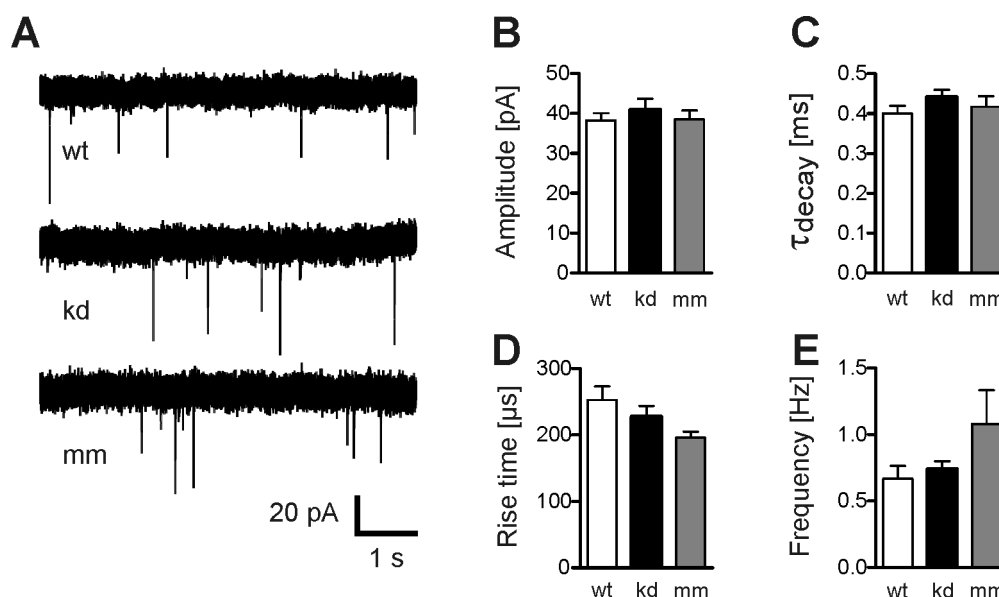 A
wt
kd
mm
20 pA
1 s
B
Amplitude [pA]
50
40
30
20
10
0
wt kd mm
C
τdecay [ms]
0.5
0.4
0.3
0.2
0.1
0.0
wt kd mm
D
Rise time [µs]
300
200
100
0
wt kd mm
E
Frequency [Hz]
1.5
1.0
0.5
0.0
wt kd mm